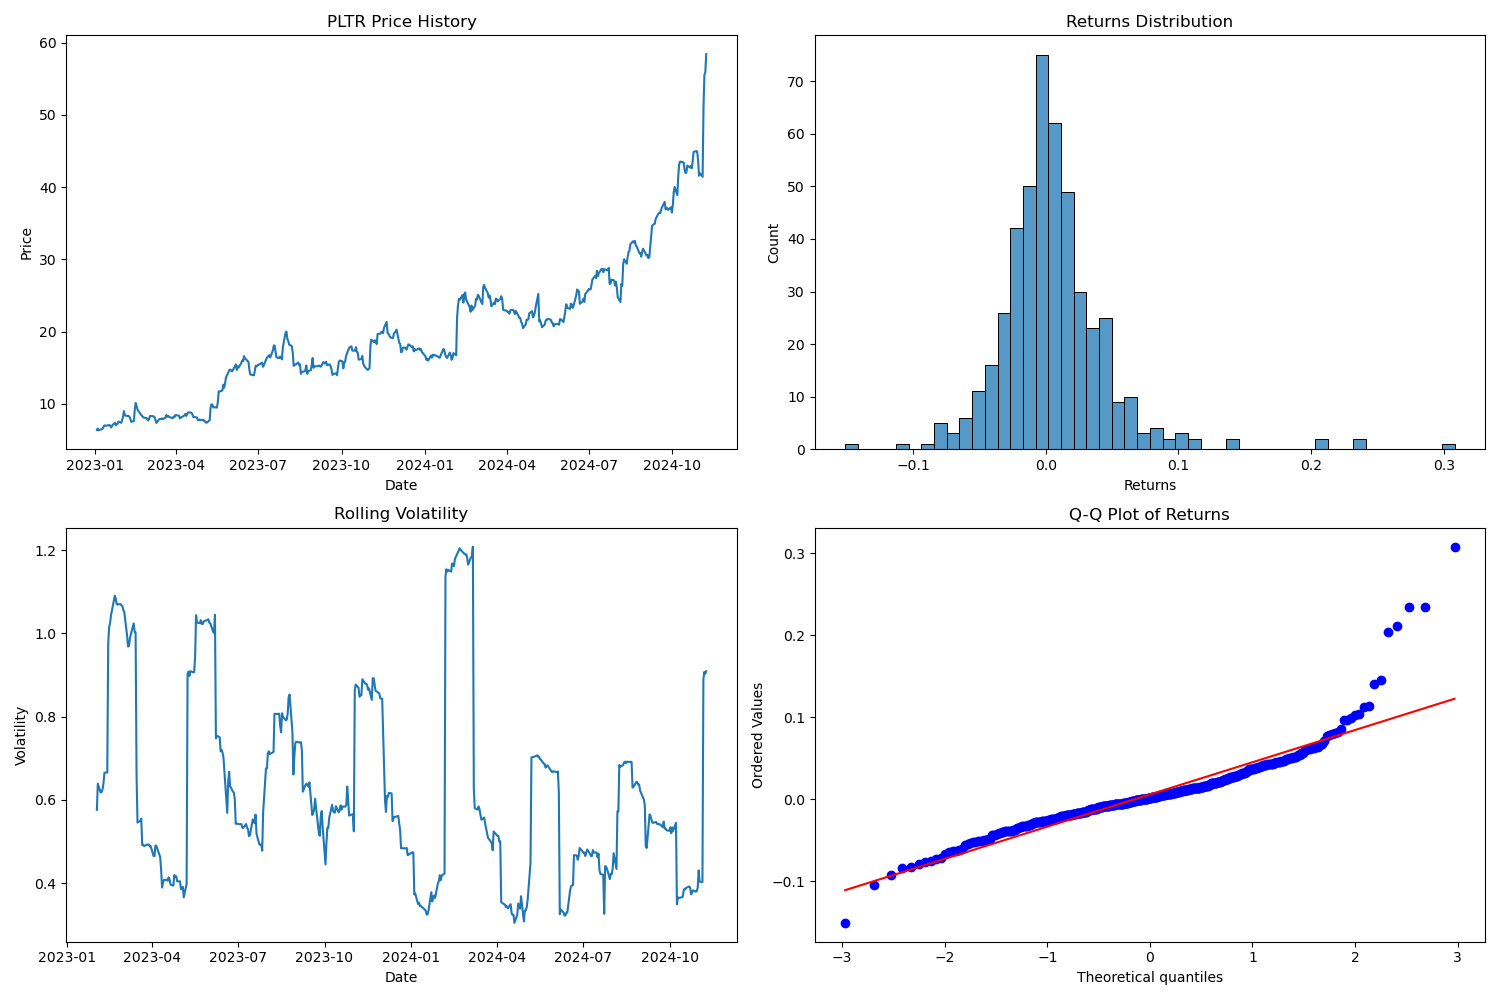 PLTR Price History
60
50
40
30
20
10
Price
2023-01 2023-04 2023-07 2023-10 2024-01 2024-04 2024-07 2024-10
Date
Returns Distribution
70
60
50
40
30
20
10
0
Count
−0.1 0.0 0.1 0.2 0.3
Returns
Rolling Volatility
1.2
1.0
0.8
0.6
0.4
Volatility
2023-01 2023-04 2023-07 2023-10 2024-01 2024-04 2024-07 2024-10
Date
Q-Q Plot of Returns
0.3
0.2
0.1
0.0
−0.1
Ordered Values
−3 −2 −1 0 1 2 3
Theoretical quantiles